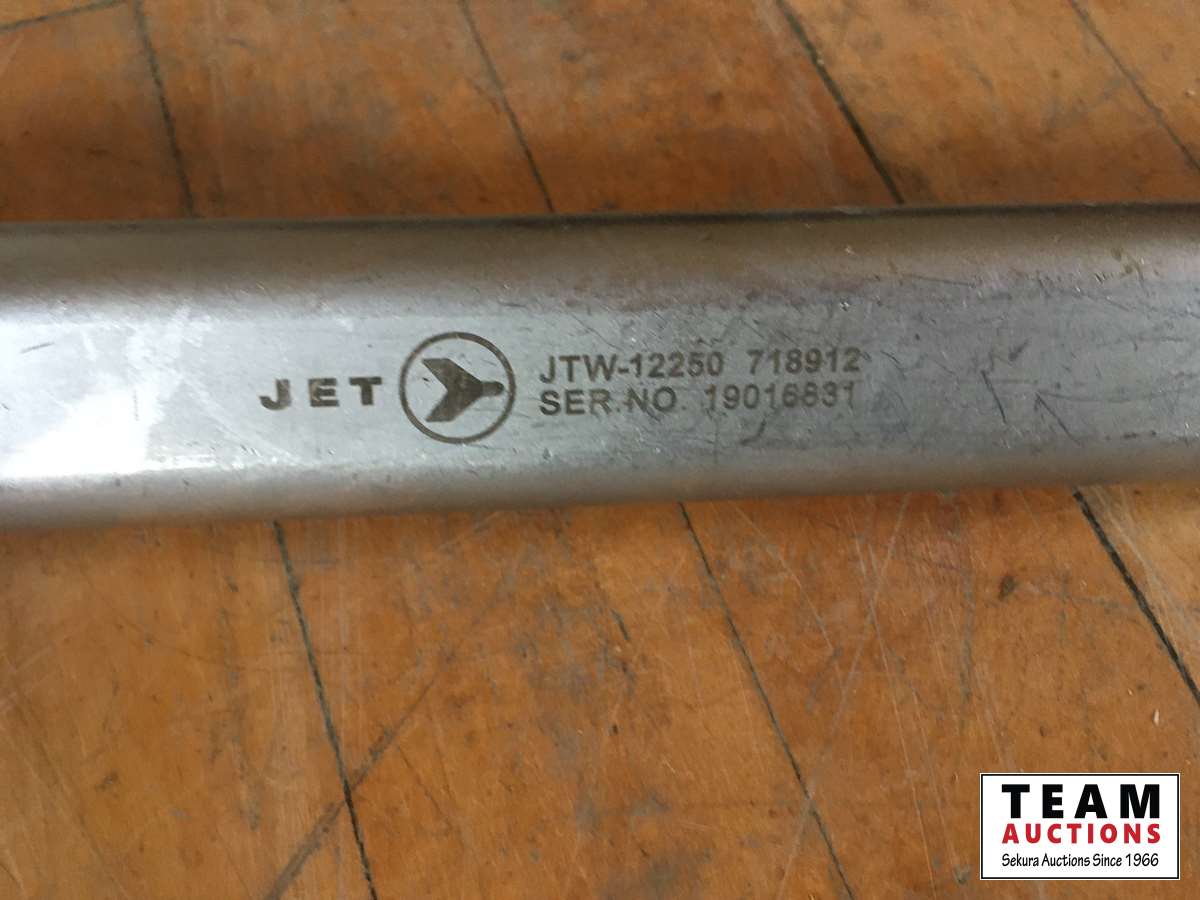 JET
JTW-12250 718912
SER.NO. 19016831
TEAM
AUCTIONS
Sekura Auctions Since 1966